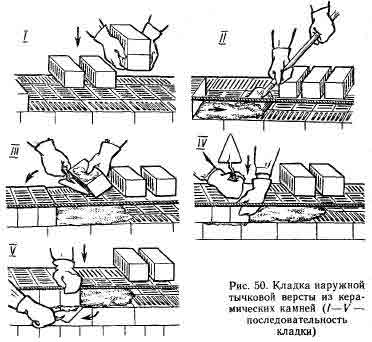 I
II
III
IV
V
Рис. 50. Кладка наружной
тычковой версты из кера-
мических камней (I—V —
последовательность
кладки)